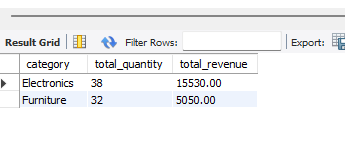 Result Grid Filter Rows: Export:
category total_quantity total_revenue
Electronics 38 15530.00
Furniture 32 5050.00